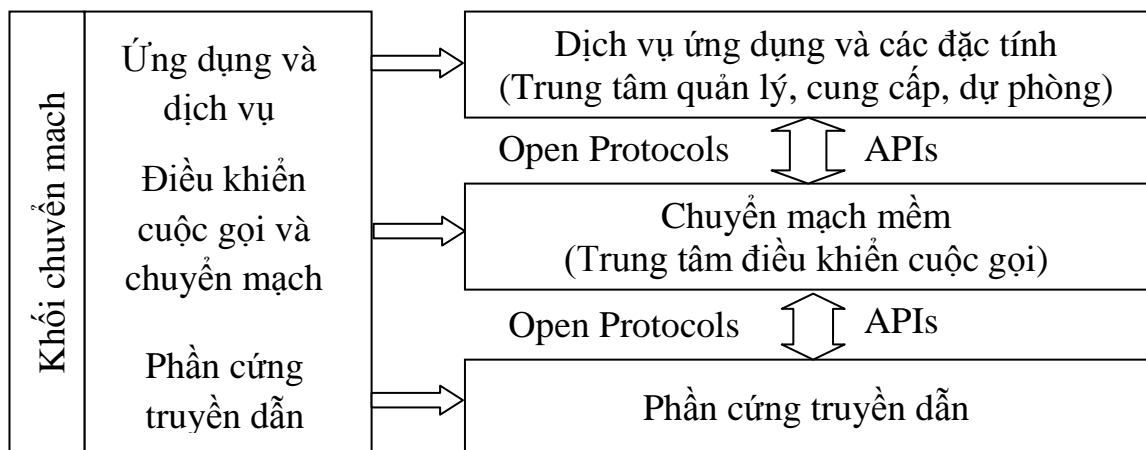 Khối chuyển mach
Ứng dụng và
dịch vụ
Điều khiển
cuộc gọi và
chuyển mạch
Phần cứng
truyền dẫn
Dịch vụ ứng dụng và các đặc tính
(Trung tâm quản lý, cung cấp, dự phòng)
Open Protocols APIs
Chuyển mạch mềm
(Trung tâm điều khiển cuộc gọi)
Open Protocols APIs
Phần cứng truyền dẫn